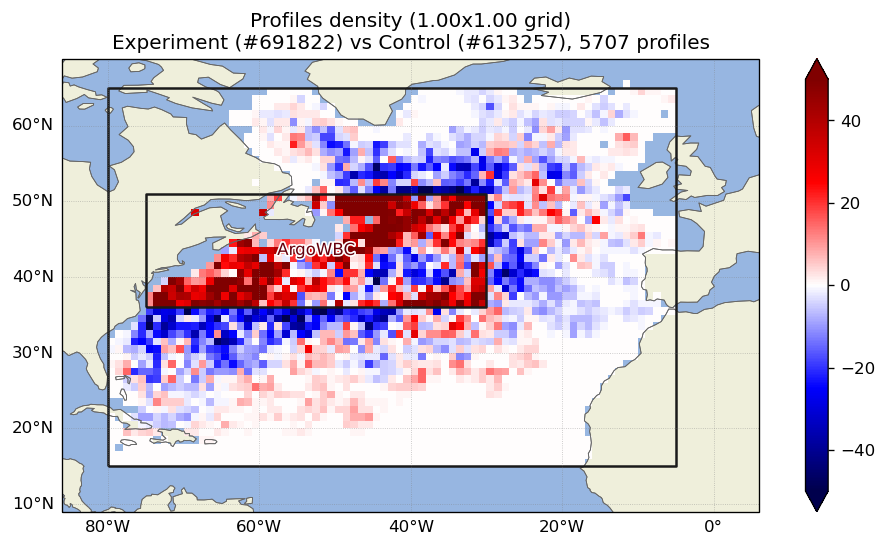 Profiles density (1.00x1.00 grid)
Experiment (#691822) vs Control (#613257), 5707 profiles
60°N
50°N
40°N
30°N
20°N
10°N
ArgoWBC
80°W
60°W
40°W
20°W
0°
40
20
0
−20
−40